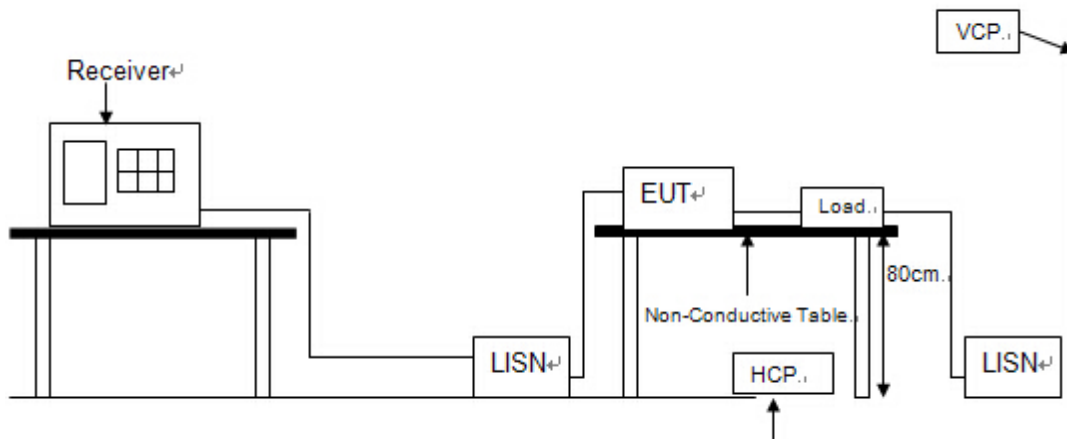 VCP.
Receiver
EUT
Load.
80cm.
Non-Conductive Table.
LISN
HCP.
LISN